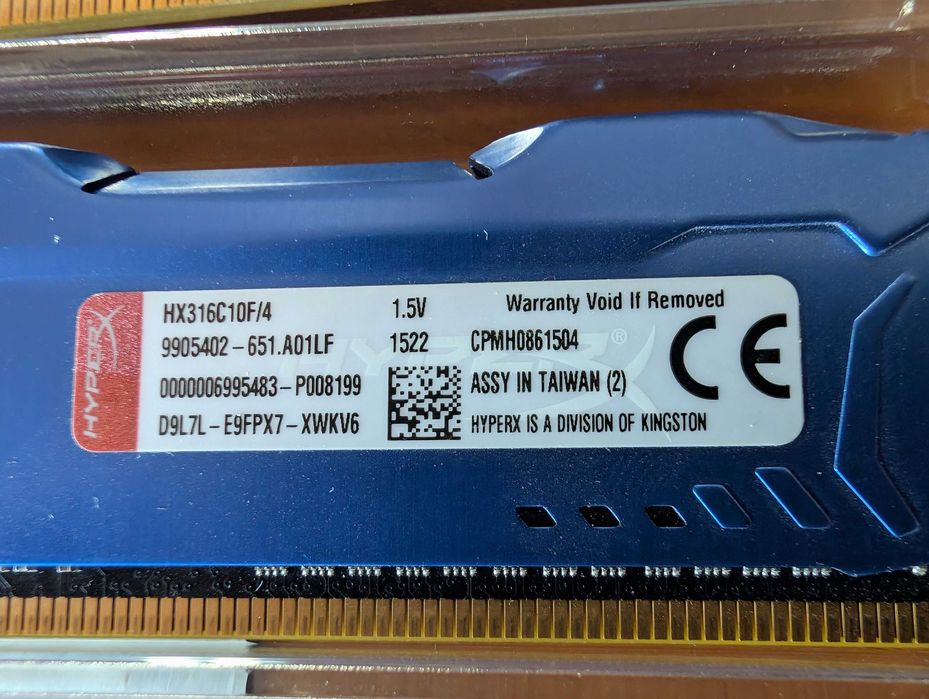 HYPERX
HX316C10F/4 1.5V Warranty Void If Removed
9905402-651.A01LF 1522 CPMH0861504
0000006995483-P008199 ASSY IN TAIWAN (2)
D9L7L-E9FPX7-XWKV6 HYPERX IS A DIVISION OF KINGSTON
CE
HYPERX®